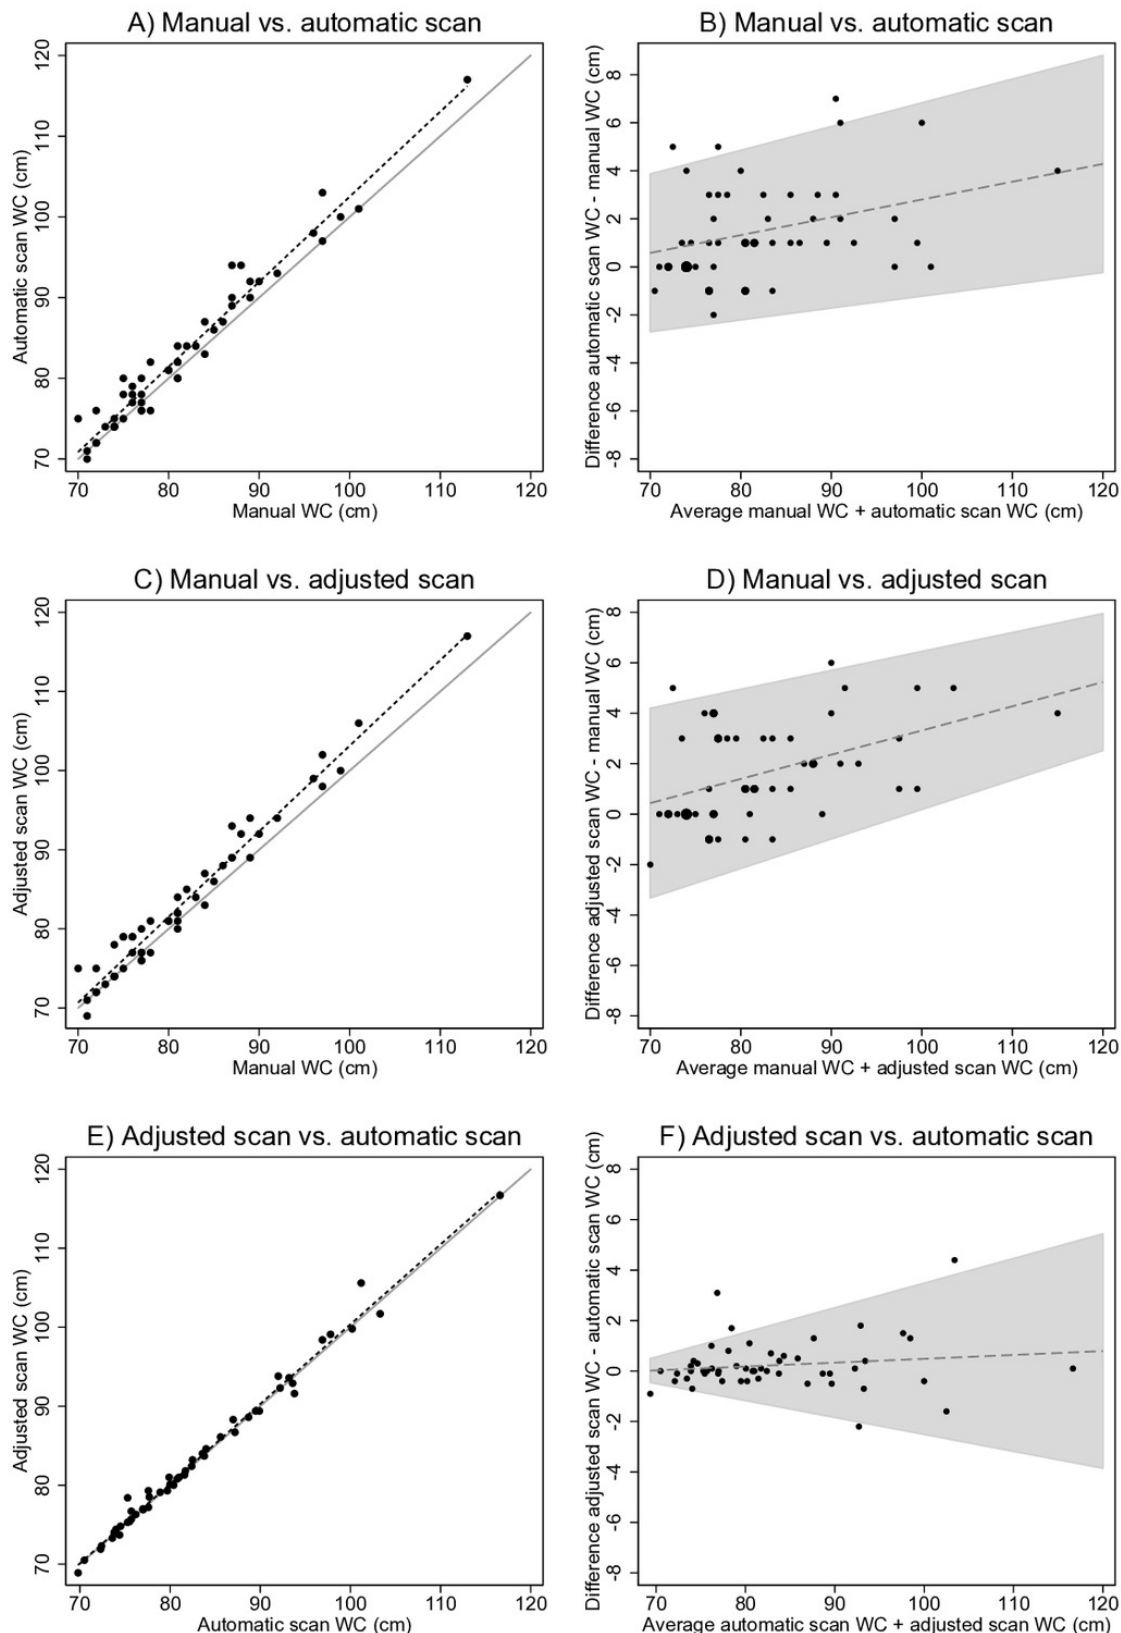 A) Manual vs. automatic scan
Automatic scan WC (cm)
120
110
100
90
80
70
70 80 90 100 110 120
Manual WC (cm)
B) Manual vs. automatic scan
Difference automatic scan WC - manual WC (cm)
8
6
4
2
0
-2
-4
-6
-8
70 80 90 100 110 120
Average manual WC + automatic scan WC (cm)
C) Manual vs. adjusted scan
Adjusted scan WC (cm)
120
110
100
90
80
70
70 80 90 100 110 120
Manual WC (cm)
D) Manual vs. adjusted scan
Difference adjusted scan WC - manual WC (cm)
8
6
4
2
0
-2
-4
-6
-8
70 80 90 100 110 120
Average manual WC + adjusted scan WC (cm)
E) Adjusted scan vs. automatic scan
Adjusted scan WC (cm)
120
110
100
90
80
70
70 80 90 100 110 120
Automatic scan WC (cm)
F) Adjusted scan vs. automatic scan
Difference adjusted scan WC - automatic scan WC (cm)
8
6
4
2
0
-2
-4
-6
-8
70 80 90 100 110 120
Average automatic scan WC + adjusted scan WC (cm)